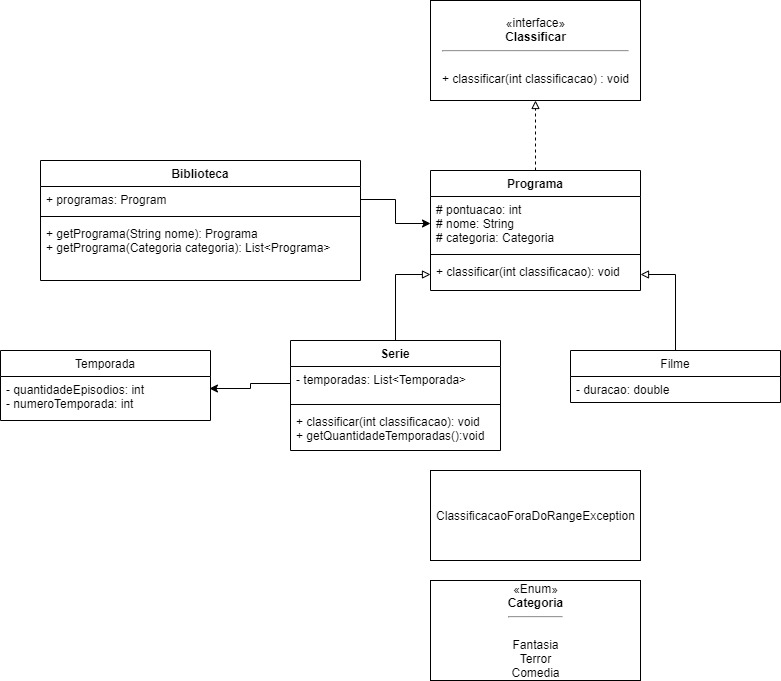 «interface»
Classificar
+ classificar(int classificacao) : void
Biblioteca
+ programas: Program
+ getPrograma(String nome): Programa
+ getPrograma(Categoria categoria): List<Programa>
Programa
# pontuacao: int
# nome: String
# categoria: Categoria
+ classificar(int classificacao): void
Temporada
- quantidadeEpisodios: int
- numeroTemporada: int
Serie
- temporadas: List<Temporada>
+ classificar(int classificacao): void
+ getQuantidadeTemporadas():void
Filme
- duracao: double
ClassificacaoForaDoRangeException
«Enum»
Categoria
Fantasia
Terror
Comedia